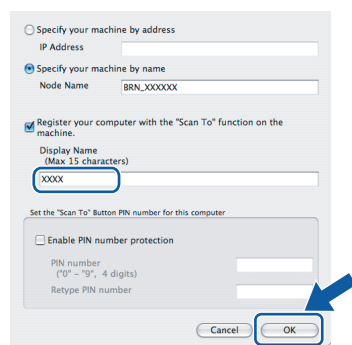 Specify your machine by address
IP Address
Specify your machine by name
Node Name BRN_XXXXXX
Register your computer with the "Scan To" function on the
machine.
Display Name
(Max 15 characters)
XXXX
Set the "Scan To" Button PIN number for this computer
Enable PIN number protection
PIN number
("0" - "9", 4 digits)
Retype PIN number
Cancel OK